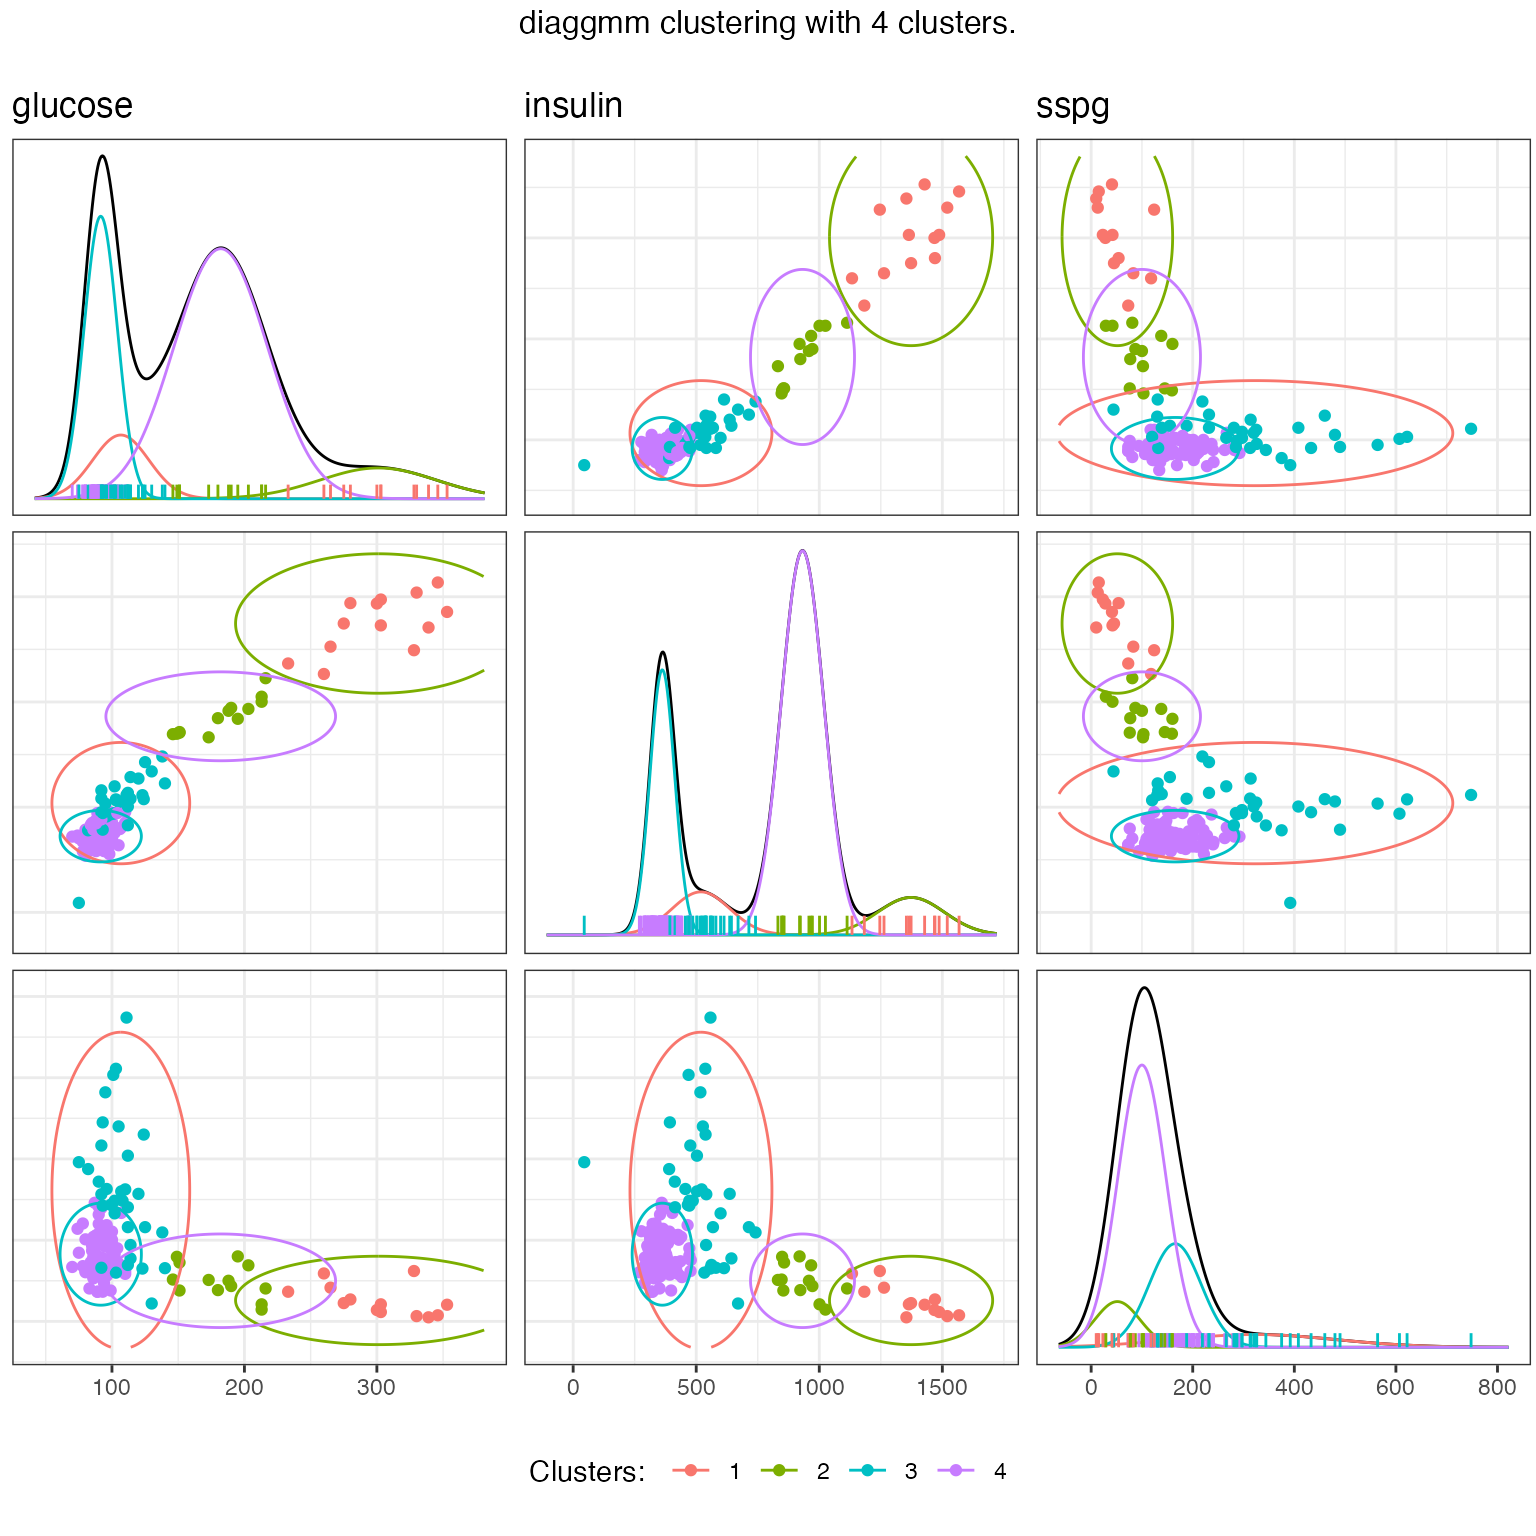 diaggmm clustering with 4 clusters.
glucose insulin sspg
100 200 300 0 500 1000 1500 0 200 400 600 800
Clusters: 1 2 3 4